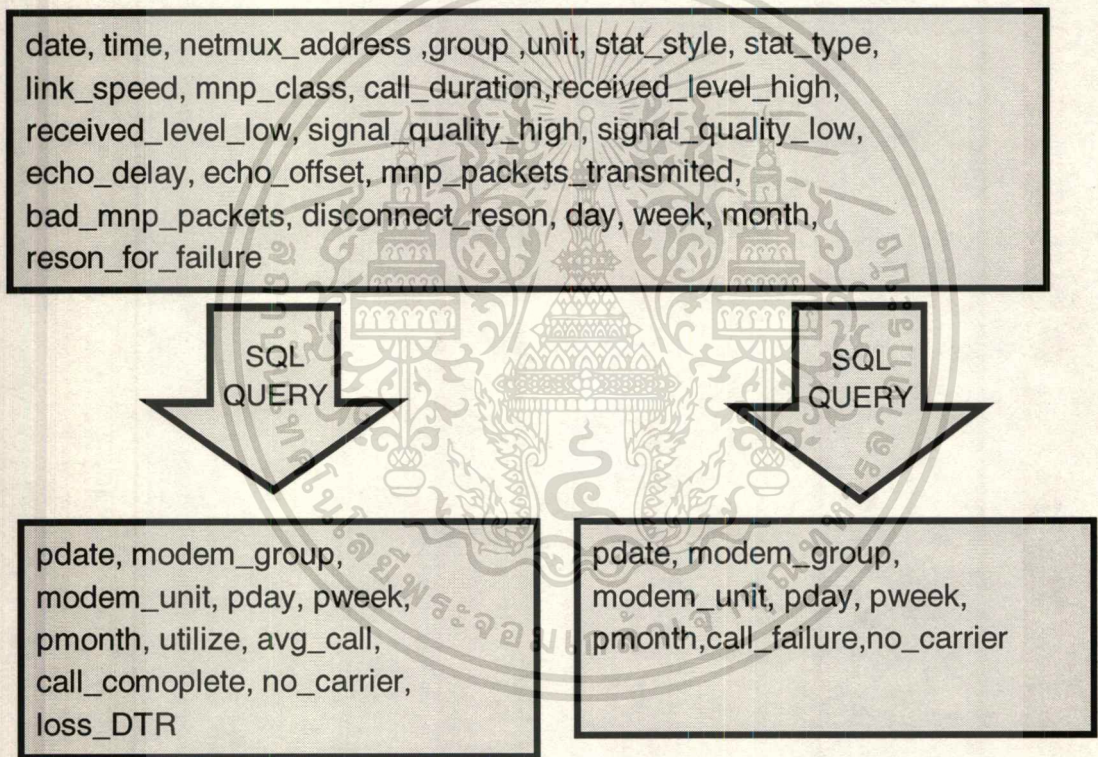 date, time, netmux_address ,group ,unit, stat_style, stat_type,
link_speed, mnp_class, call_duration,received_level_high,
received_level_low, signal_quality_high, signal_quality_low,
echo_delay, echo_offset, mnp_packets_transmited,
bad_mnp_packets, disconnect_reson, day, week, month,
reson_for_failure
SQL
QUERY
SQL
QUERY
pdate, modem_group,
modem_unit, pday, pweek,
pmonth, utilize, avg_call,
call_comoplete, no_carrier,
loss_DTR
pdate, modem_group,
modem_unit, pday, pweek,
pmonth,call_failure,no_carrier